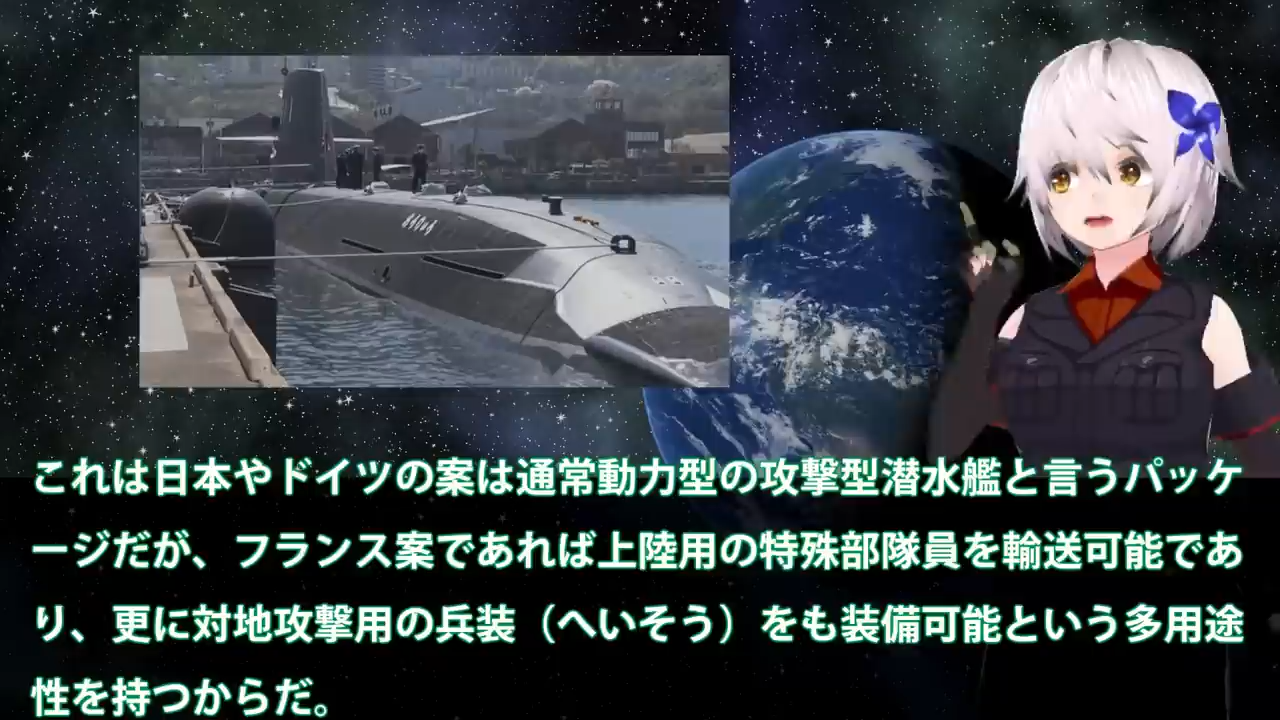 これは日本やドイツの案は通常動力型の攻撃型潜水艦と言うパッケ
ージだが、フランス案であれば上陸用の特殊部隊員を輸送可能であ
り、更に対地攻撃用の兵装（へいそう）をも装備可能という多用途
性を持つからだ。